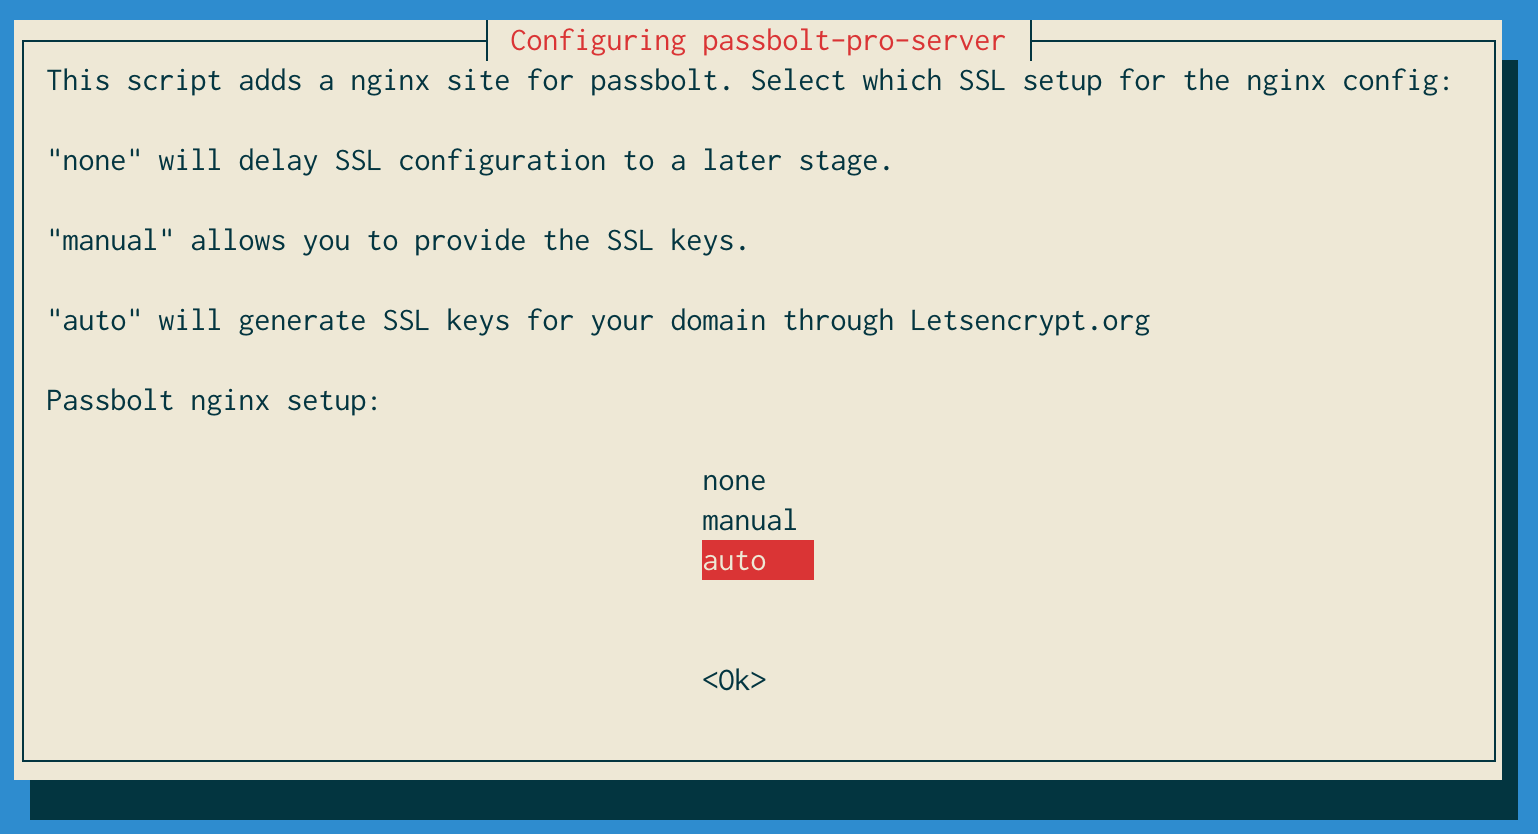 Configuring passbolt-pro-server
This script adds a nginx site for passbolt. Select which SSL setup for the nginx config:
"none" will delay SSL configuration to a later stage.
"manual" allows you to provide the SSL keys.
"auto" will generate SSL keys for your domain through Letsencrypt.org
Passbolt nginx setup:
none
manual
auto
<Ok>